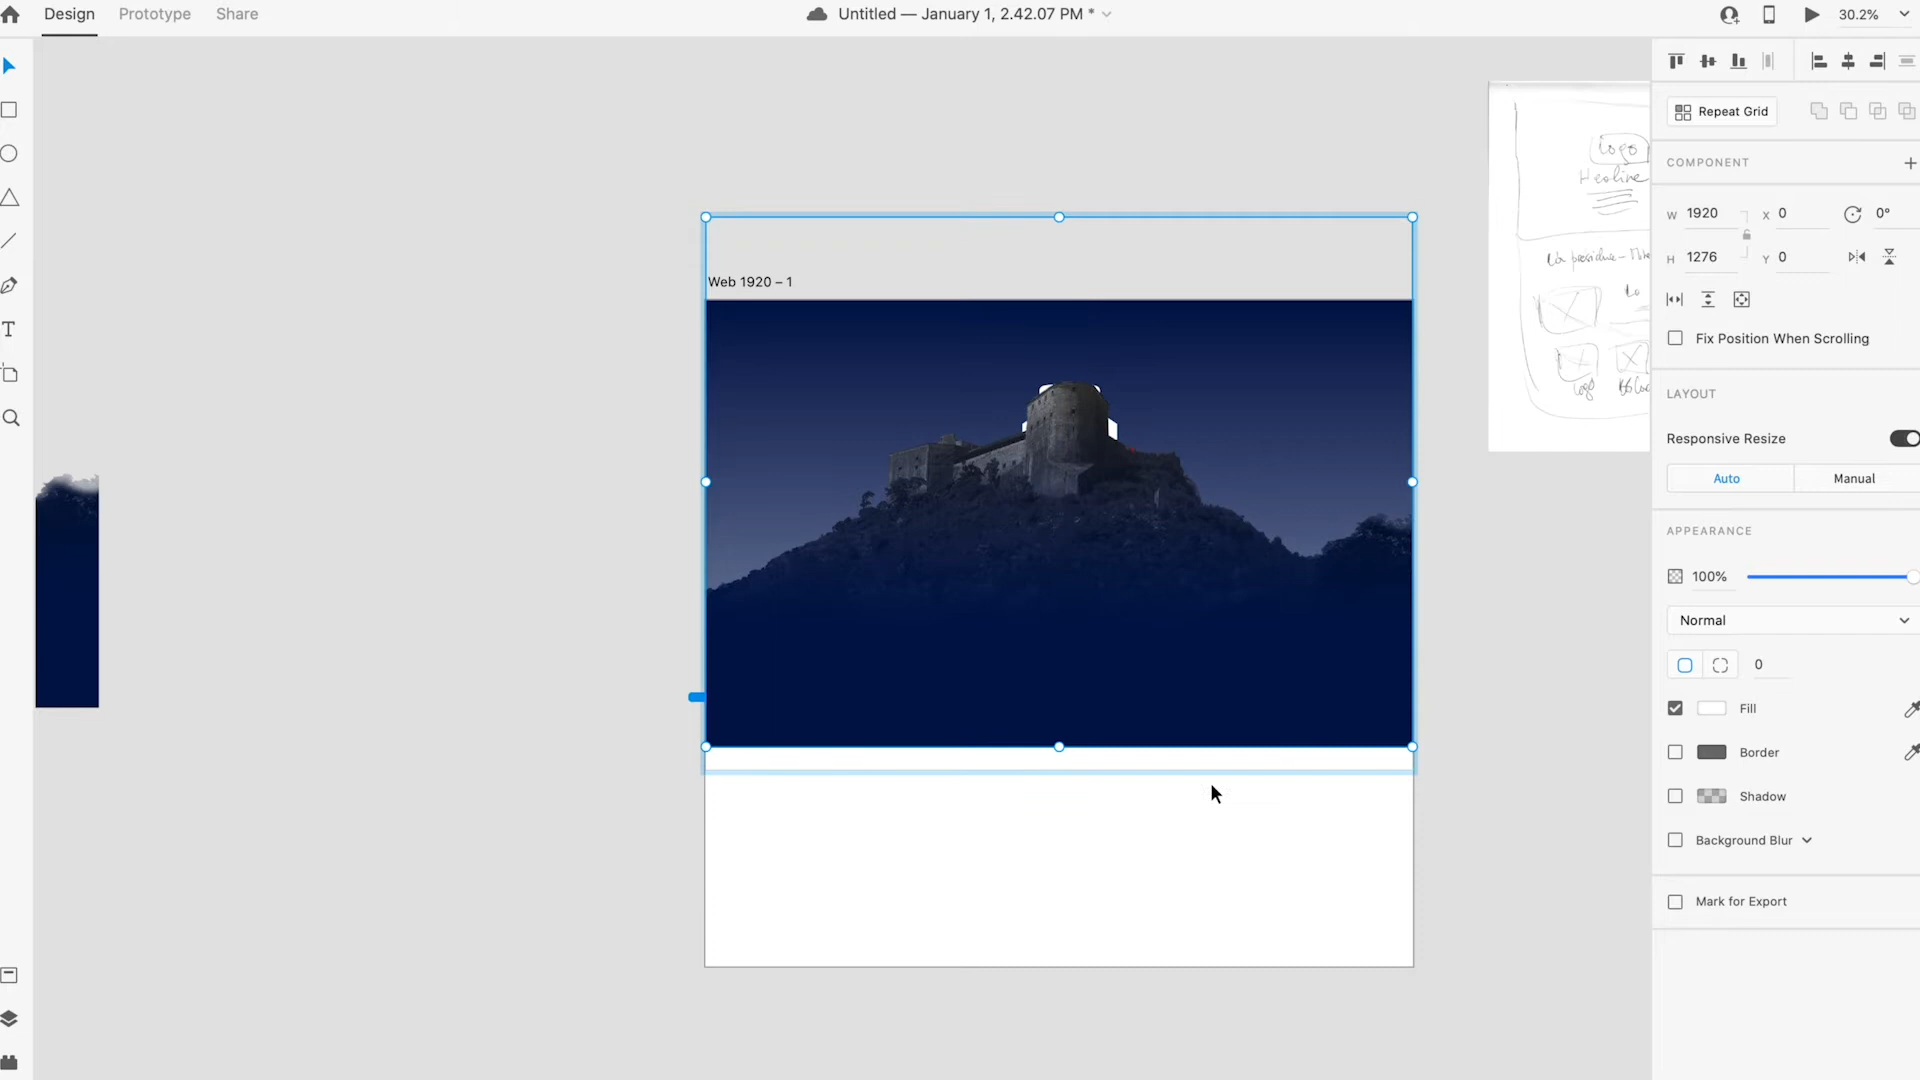 Design Prototype Share
Untitled — January 1, 2.42.07 PM *
30.2%
Repeat Grid
COMPONENT
W 1920 X 0 0°
H 1276 Y 0
Fix Position When Scrolling
LAYOUT
Responsive Resize
Auto Manual
APPEARANCE
100%
Normal
0
Fill
Border
Shadow
Background Blur
Mark for Export
Web 1920 – 1
Logo
Healine
Logo